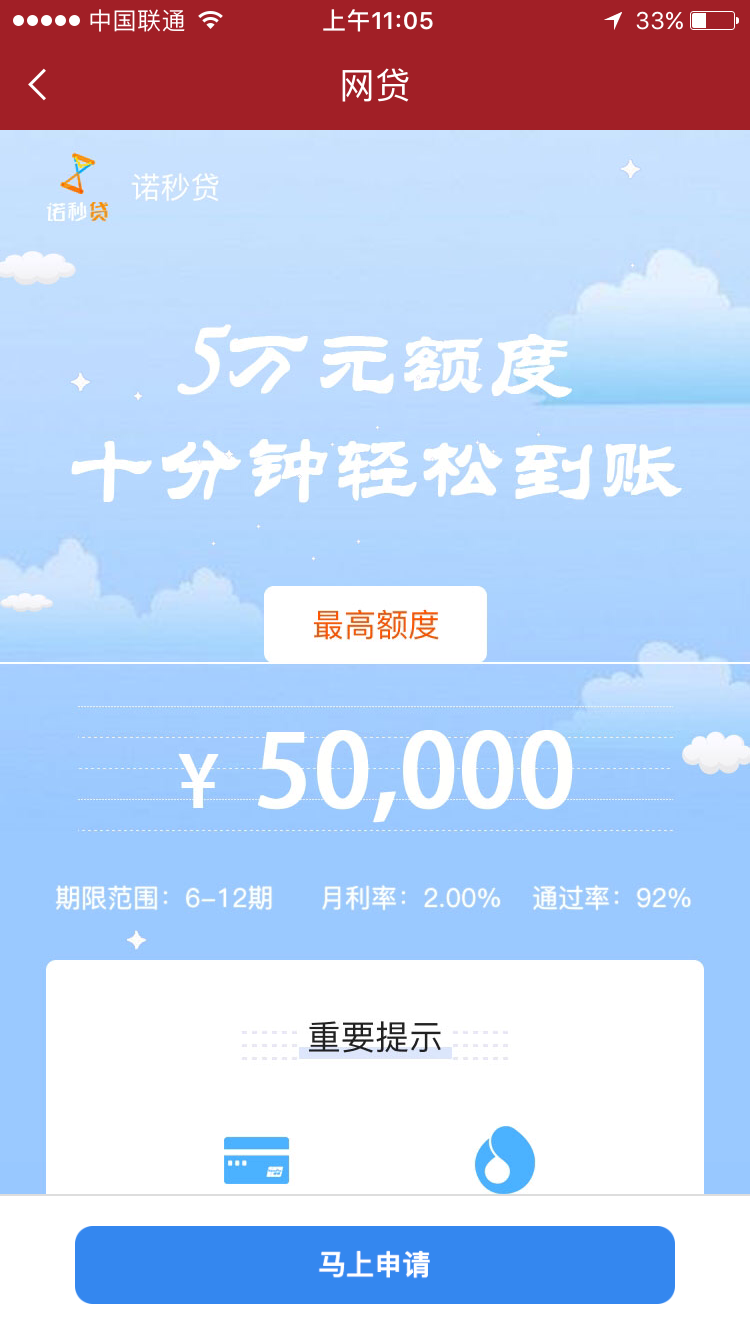 中国联通 上午11:05 33%
网贷
诺秒贷 诺秒贷
5万元额度
十分钟轻松到账
最高额度
¥ 50,000
期限范围：6–12期 月利率：2.00% 通过率：92%
重要提示
马上申请